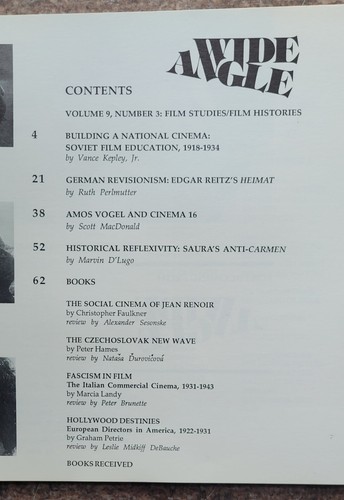 A WIDE
ANGLE
CONTENTS
VOLUME 9, NUMBER 3: FILM STUDIES/FILM HISTORIES
4 BUILDING A NATIONAL CINEMA:
SOVIET FILM EDUCATION, 1918-1934
by Vance Kepley, Jr.
21 GERMAN REVISIONISM: EDGAR REITZ'S HEIMAT
by Ruth Perlmutter
38 AMOS VOGEL AND CINEMA 16
by Scott MacDonald
52 HISTORICAL REFLEXIVITY: SAURA'S ANTI-CARMEN
by Marvin D'Lugo
62 BOOKS
THE SOCIAL CINEMA OF JEAN RENOIR
by Christopher Faulkner
review by Alexander Sesonske
THE CZECHOSLOVAK NEW WAVE
by Peter Hames
review by Nataša Ďurovičová
FASCISM IN FILM
The Italian Commercial Cinema, 1931-1943
by Marcia Landy
review by Peter Brunette
HOLLYWOOD DESTINIES
European Directors in America, 1922-1931
by Graham Petrie
review by Leslie Midkiff DeBauche
BOOKS RECEIVED